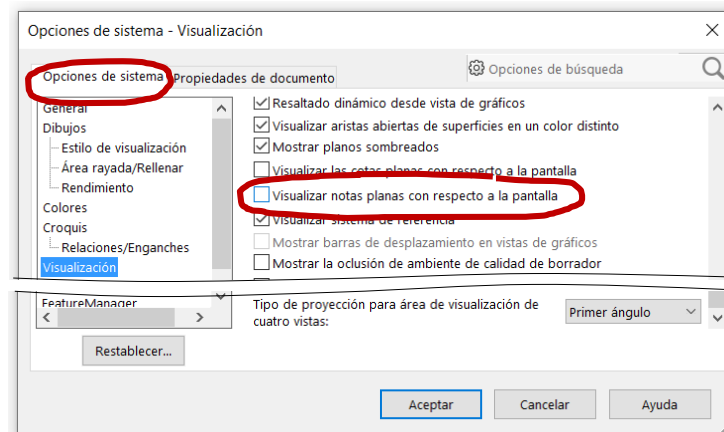 Opciones de sistema - Visualización
Opciones de sistema
Propiedades de documento
Opciones de búsqueda
General
Dibujos
Estilo de visualización
Área rayada/Rellenar
Rendimiento
Colores
Croquis
Relaciones/Enganches
Visualización
FeatureManager
Restablecer...
Resaltado dinámico desde vista de gráficos
Visualizar aristas abiertas de superficies en un color distinto
Mostrar planos sombreados
Visualizar las cotas planas con respecto a la pantalla
Visualizar notas planas con respecto a la pantalla
Visualizar sistema de referencia
Mostrar barras de desplazamiento en vistas de gráficos
Mostrar la oclusión de ambiente de calidad de borrador
Tipo de proyección para área de visualización de
cuatro vistas:
Primer ángulo
Aceptar
Cancelar
Ayuda